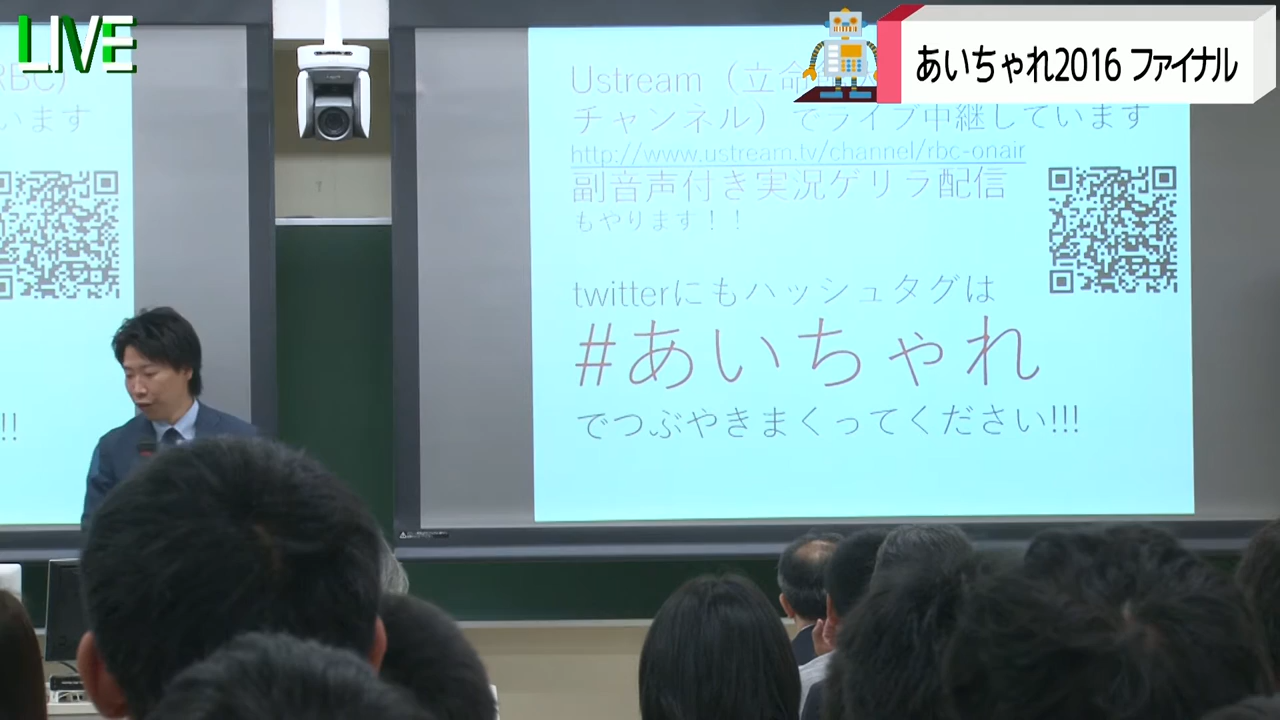 LIVE
あいちゃれ2016 ファイナル
RBC)
います
!!
Ustream（立命
チャンネル）でライブ中継しています
http://www.ustream.tv/channel/rbc-onair
副音声付き実況ゲリラ配信
もやります！！
twitterにもハッシュタグは
#あいちゃれ
でつぶやきまくってください!!!